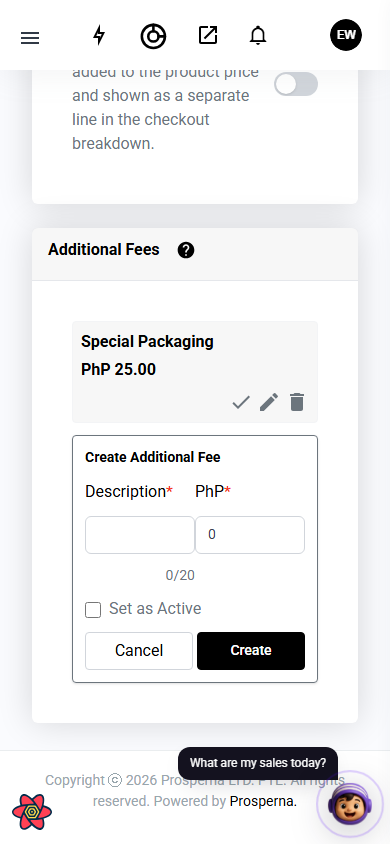 EW
added to the product price
and shown as a separate
line in the checkout
breakdown.
Additional Fees ?
Special Packaging
PhP 25.00
Create Additional Fee
Description* PhP*
0
0/20
Set as Active
Cancel Create
What are my sales today?
Copyright © 2026 Prosperna LTD. PTE. All rights
reserved. Powered by Prosperna.